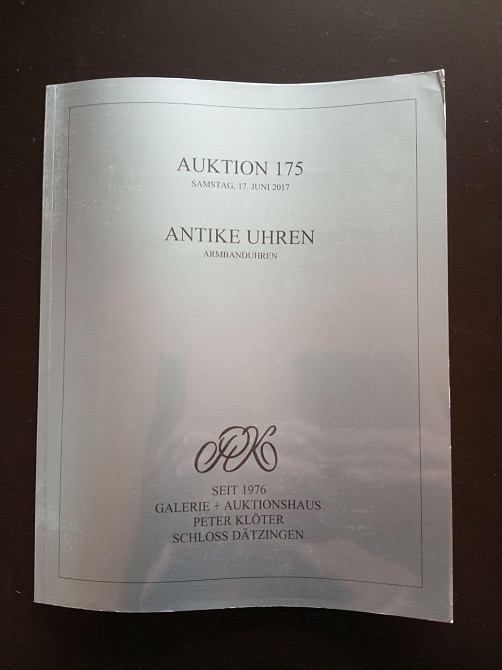 AUKTION 175
SAMSTAG, 17. JUNI 2017
ANTIKE UHREN
ARMBANDUHREN
PK
SEIT 1976
GALERIE + AUKTIONSHAUS
PETER KLÖTER
SCHLOSS DÄTZINGEN